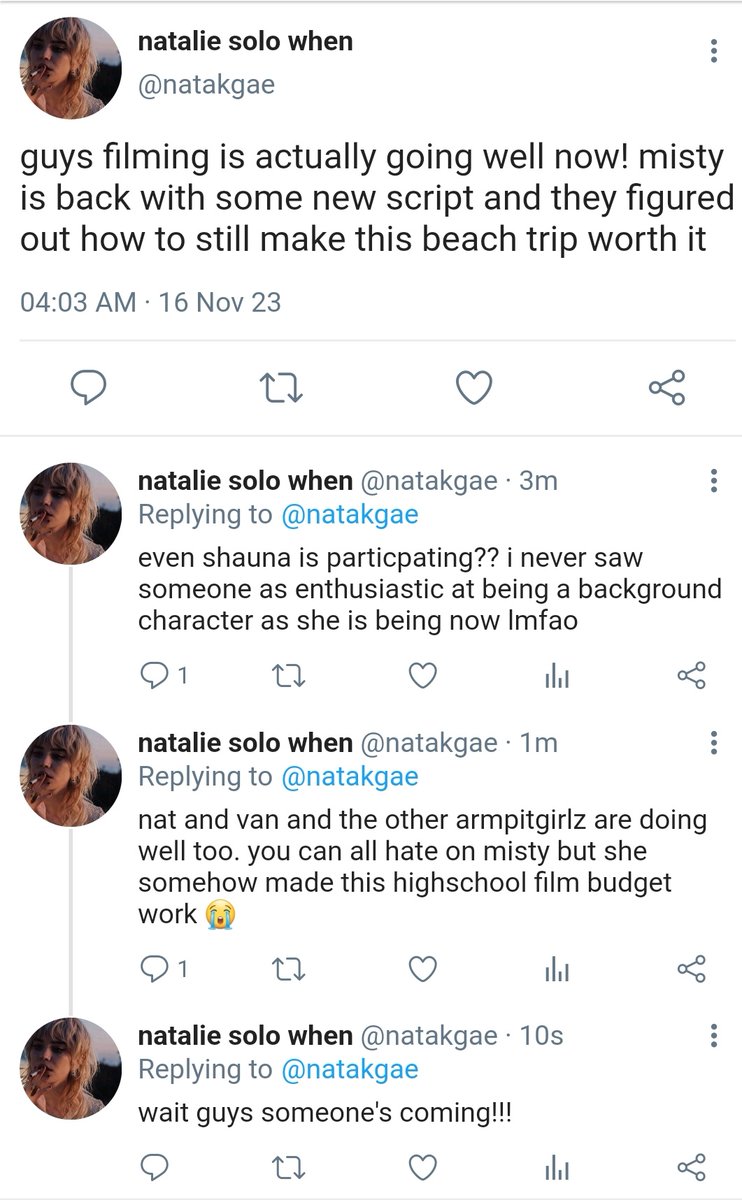 natalie solo when
@natakgae
guys filming is actually going well now! misty
is back with some new script and they figured
out how to still make this beach trip worth it
04:03 AM · 16 Nov 23
natalie solo when @natakgae · 3m
Replying to @natakgae
even shauna is particpating?? i never saw
someone as enthusiastic at being a background
character as she is being now lmfao
1
natalie solo when @natakgae · 1m
Replying to @natakgae
nat and van and the other armpitgirlz are doing
well too. you can all hate on misty but she
somehow made this highschool film budget
work 😭
1
natalie solo when @natakgae · 10s
Replying to @natakgae
wait guys someone's coming!!!